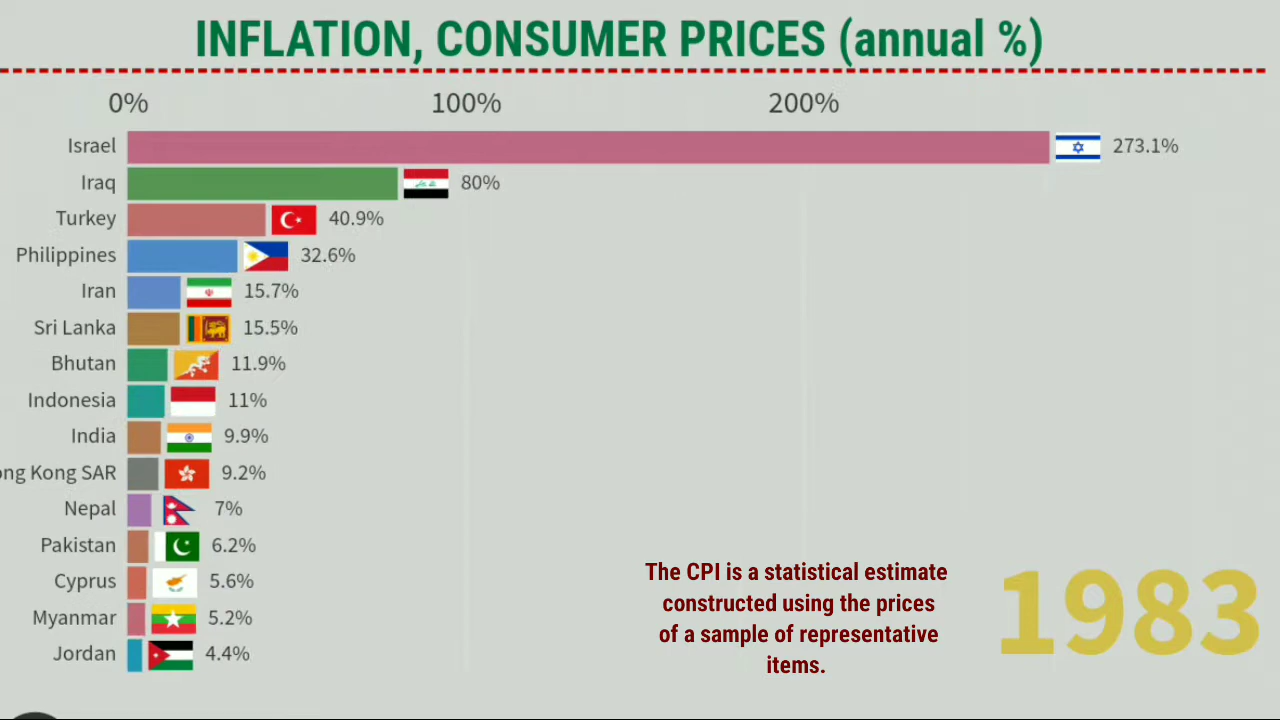 INFLATION, CONSUMER PRICES (annual %)
0% 100% 200%
Israel 273.1%
Iraq 80%
Turkey 40.9%
Philippines 32.6%
Iran 15.7%
Sri Lanka 15.5%
Bhutan 11.9%
Indonesia 11%
India 9.9%
ong Kong SAR 9.2%
Nepal 7%
Pakistan 6.2%
Cyprus 5.6%
Myanmar 5.2%
Jordan 4.4%
The CPI is a statistical estimate
constructed using the prices
of a sample of representative
items.
1983